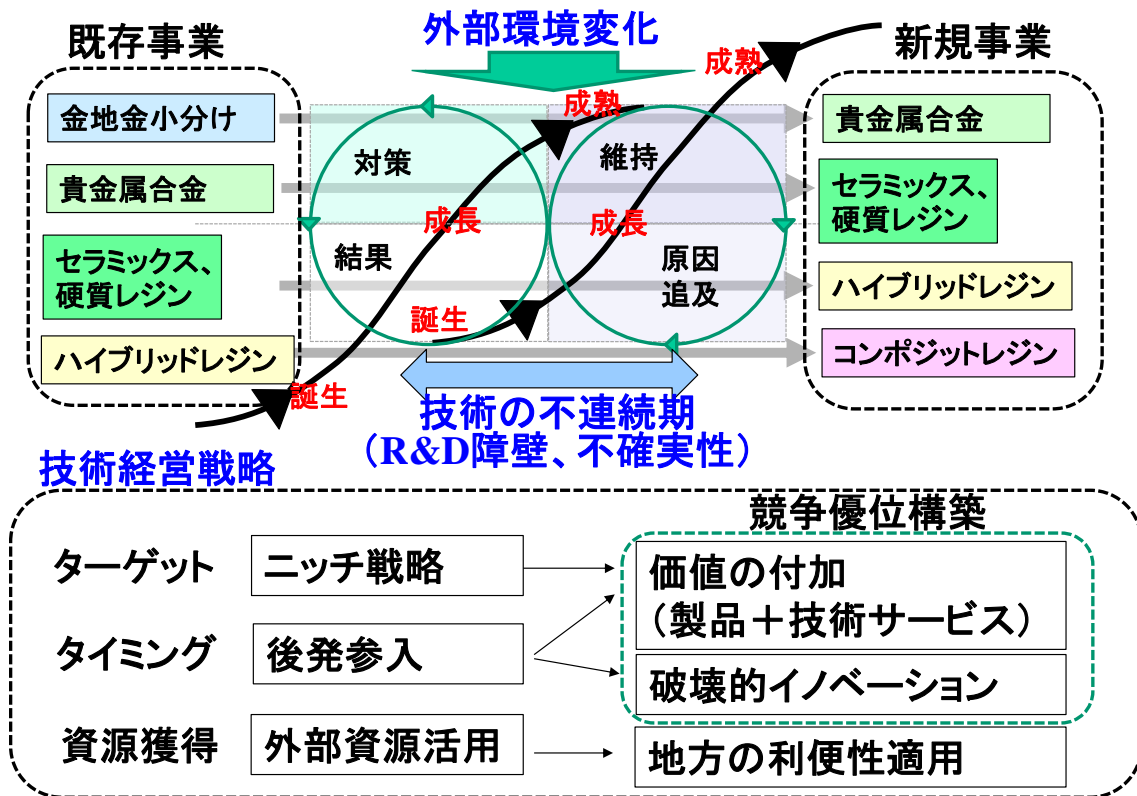 外部環境変化
既存事業
新規事業
金地金小分け
貴金属合金
セラミックス、
硬質レジン
ハイブリッドレジン
対策
結果
維持
原因
追及
誕生
成長
成熟
誕生
成長
成熟
貴金属合金
セラミックス、
硬質レジン
ハイブリッドレジン
コンポジットレジン
技術の不連続期
(R&D障壁、不確実性)
技術経営戦略
競争優位構築
ターゲット
ニッチ戦略
価値の付加
(製品＋技術サービス)
タイミング
後発参入
破壊的イノベーション
資源獲得
外部資源活用
地方の利便性適用